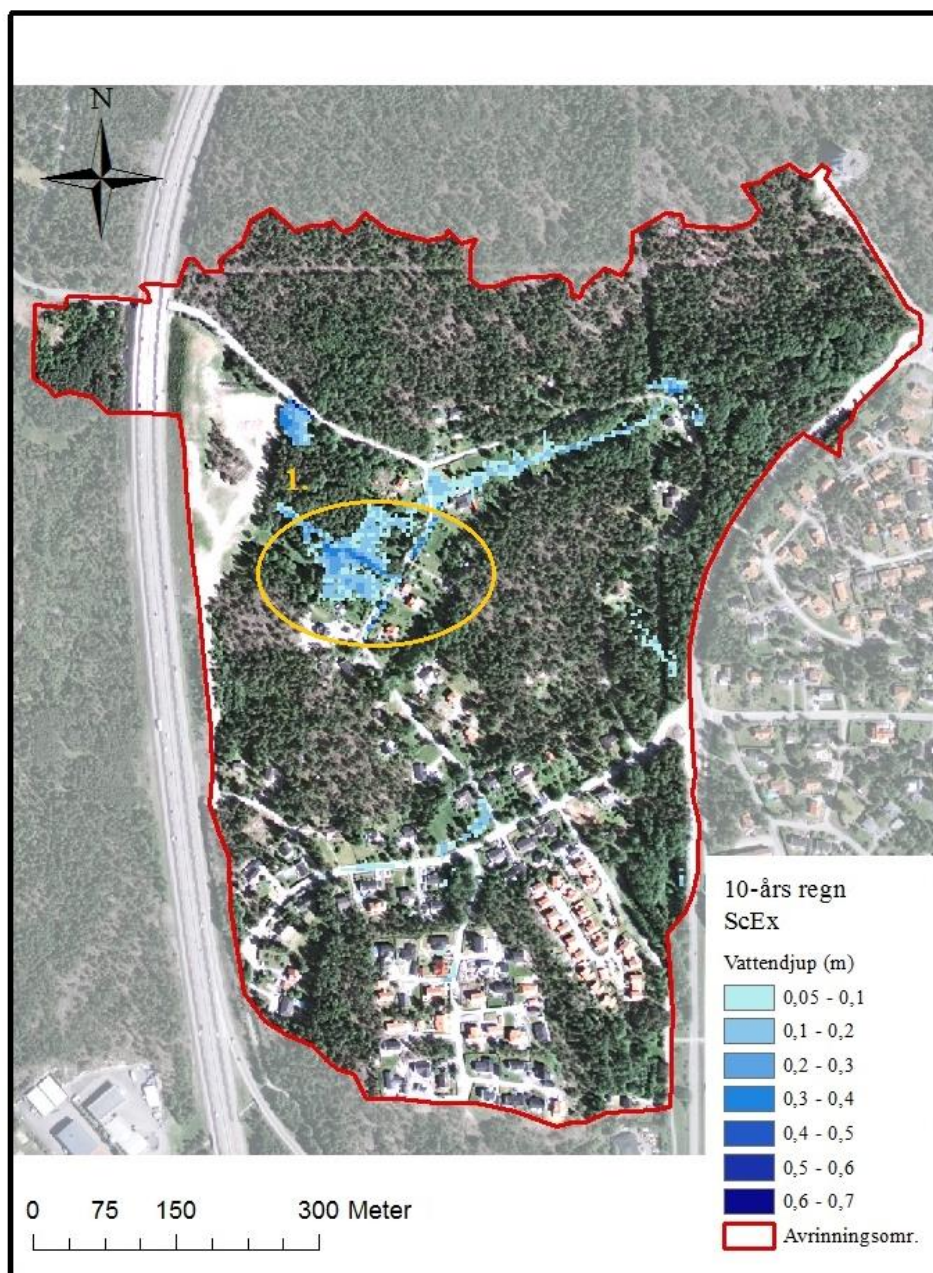 N
1.
10-års regn
ScEx
Vattendjup (m)
0,05 - 0,1
0,1 - 0,2
0,2 - 0,3
0,3 - 0,4
0,4 - 0,5
0,5 - 0,6
0,6 - 0,7
Avrinningsomr.
0 75 150 300 Meter